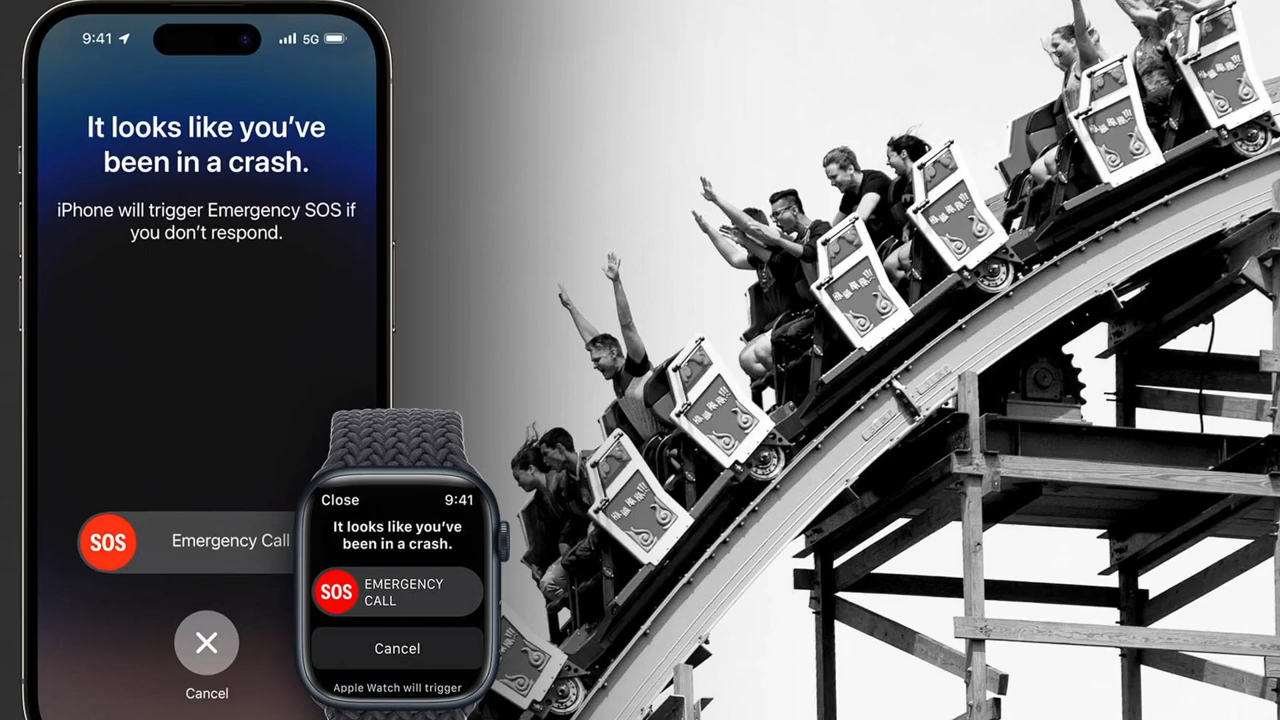 9:41
5G
It looks like you’ve
been in a crash.
iPhone will trigger Emergency SOS if
you don’t respond.
SOS
Emergency Call
Cancel
Close
9:41
It looks like you’ve
been in a crash.
SOS
EMERGENCY
CALL
Cancel
Apple Watch will trigger